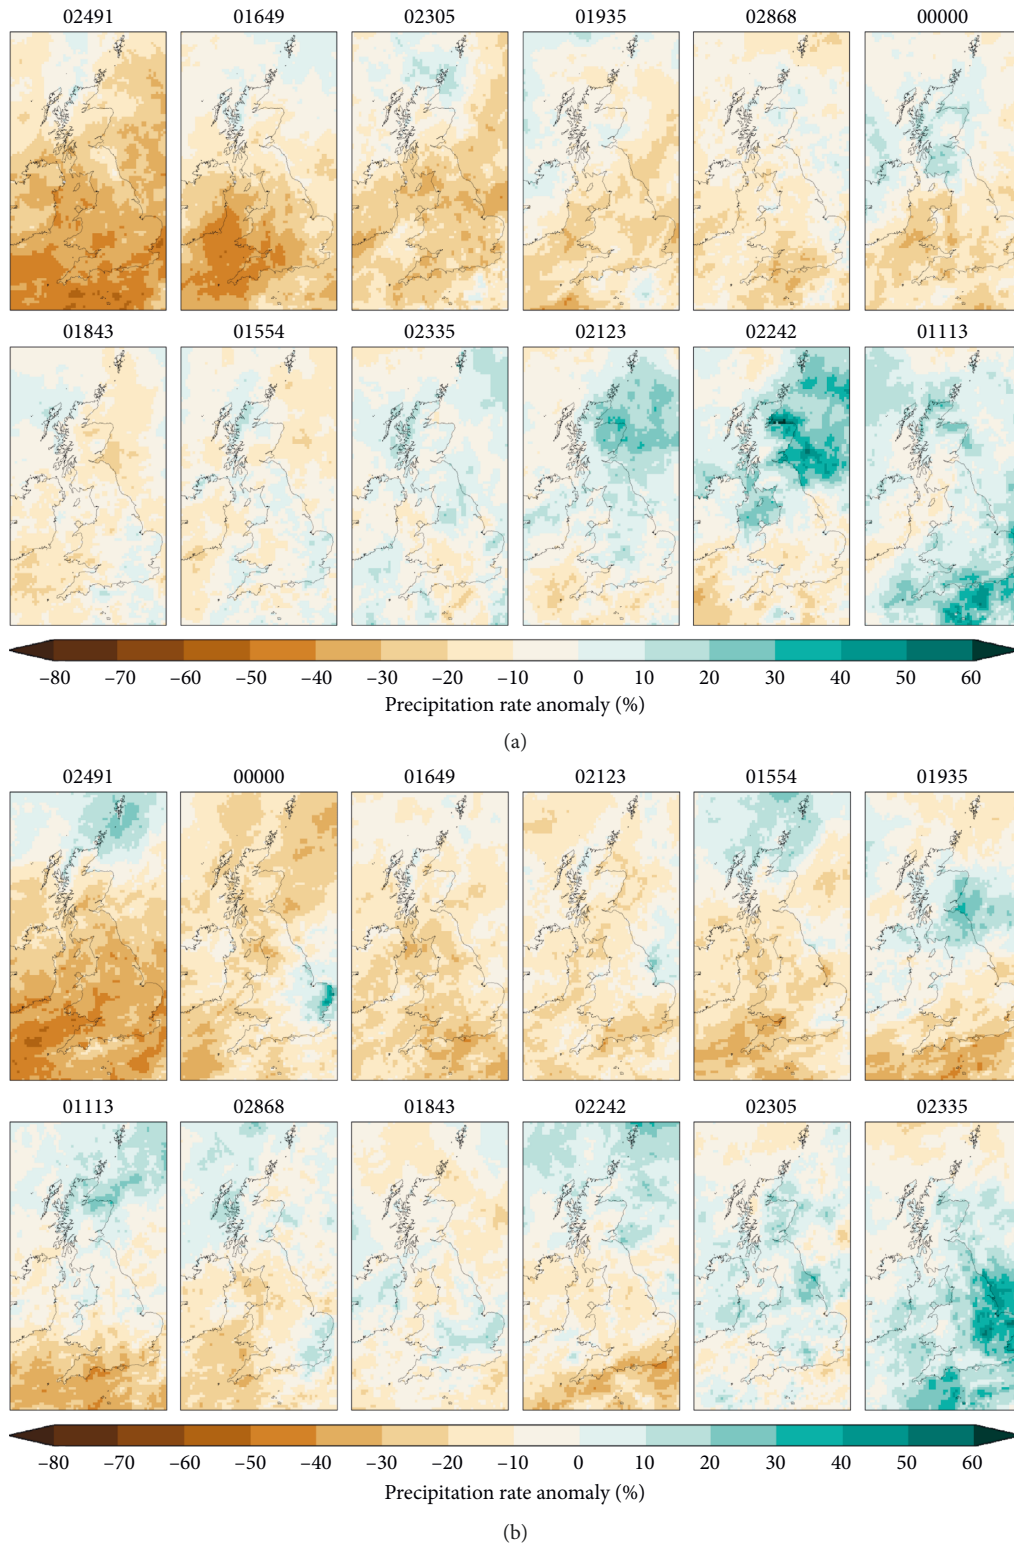 02491 01649 02305 01935 02868 00000
01843 01554 02335 02123 02242 01113
–80 –70 –60 –50 –40 –30 –20 –10 0 10 20 30 40 50 60
Precipitation rate anomaly (%)
(a)
02491 00000 01649 02123 01554 01935
01113 02868 01843 02242 02305 02335
–80 –70 –60 –50 –40 –30 –20 –10 0 10 20 30 40 50 60
Precipitation rate anomaly (%)
(b)